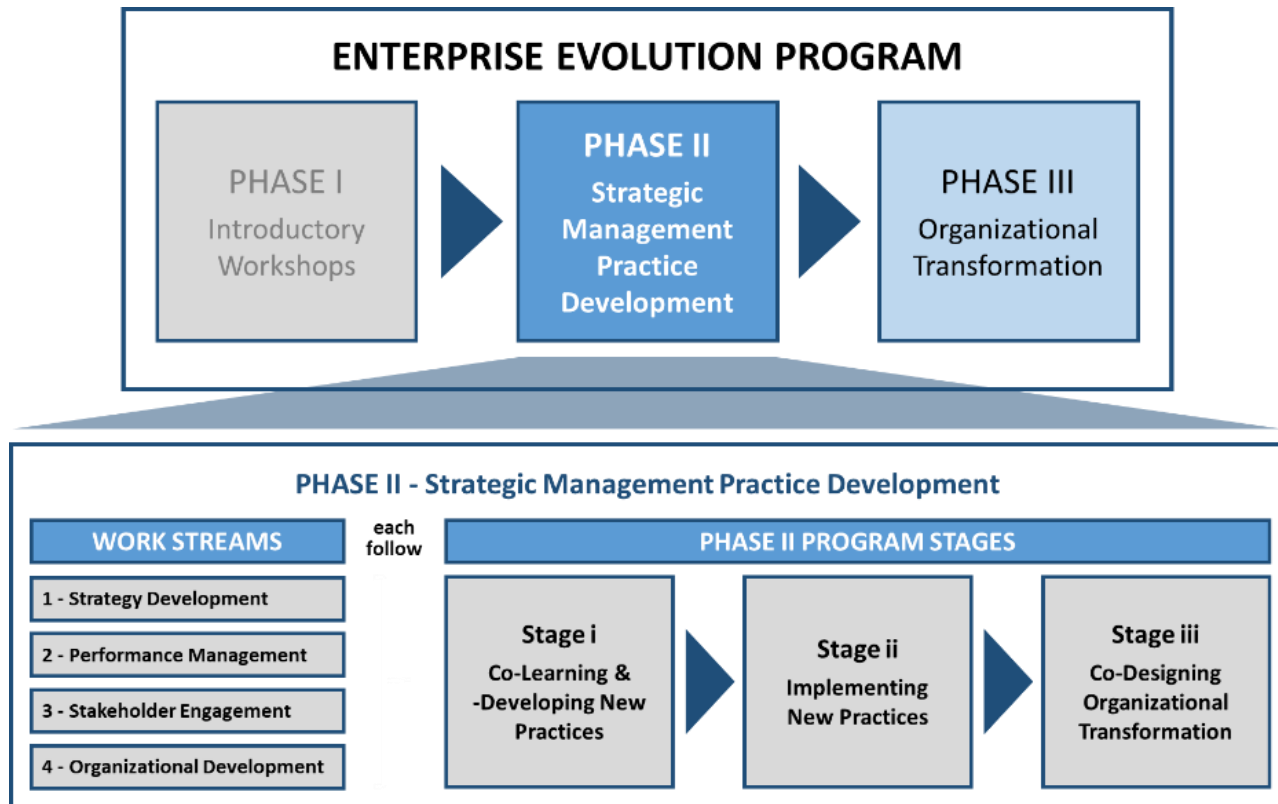 ENTERPRISE EVOLUTION PROGRAM
PHASE I
Introductory
Workshops
PHASE II
Strategic
Management
Practice
Development
PHASE III
Organizational
Transformation
PHASE II - Strategic Management Practice Development
WORK STREAMS
each
follow
PHASE II PROGRAM STAGES
1 - Strategy Development
2 - Performance Management
3 - Stakeholder Engagement
4 - Organizational Development
Stage i
Co-Learning &
-Developing New
Practices
Stage ii
Implementing
New Practices
Stage iii
Co-Designing
Organizational
Transformation